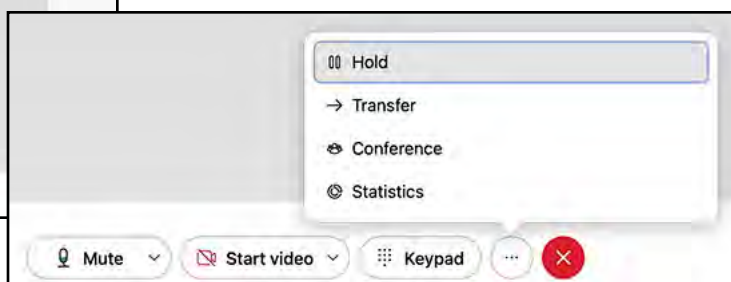 Hold
Transfer
Conference
Statistics
Mute Start video Keypad